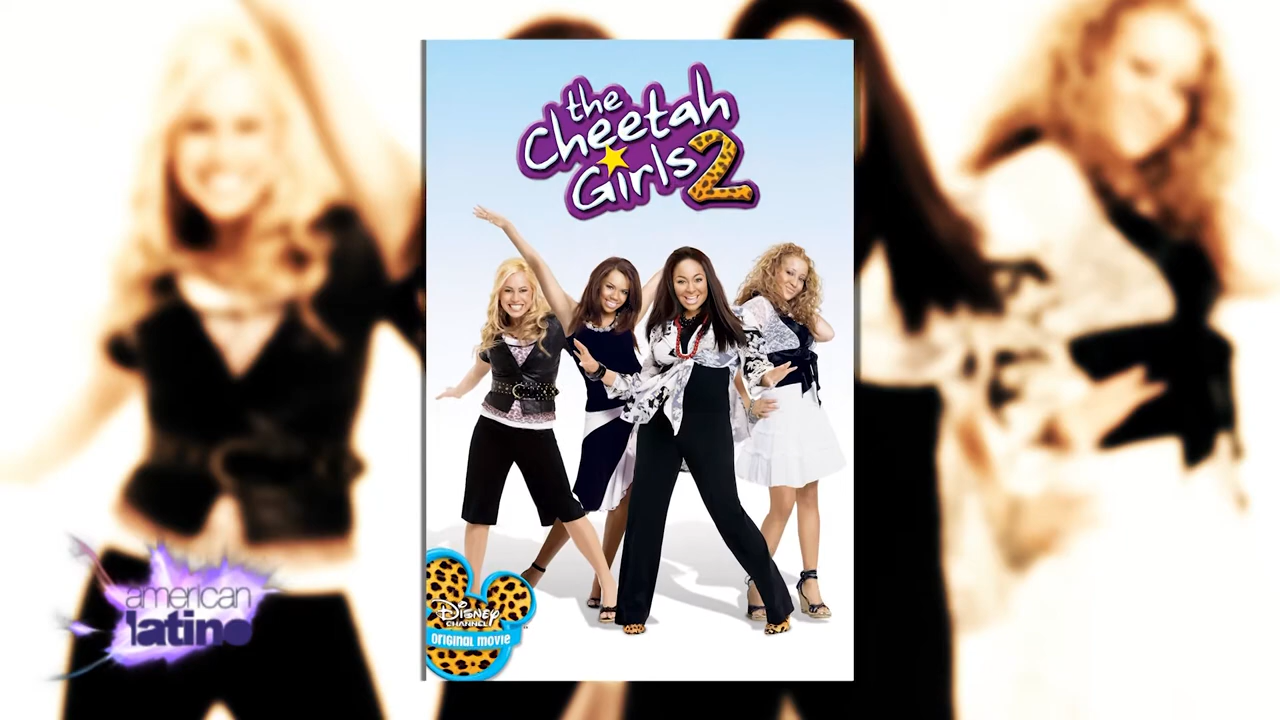 the
Cheetah
Girls 2
DISNEY
CHANNEL
ORIGINAL MOVIE
american
latino